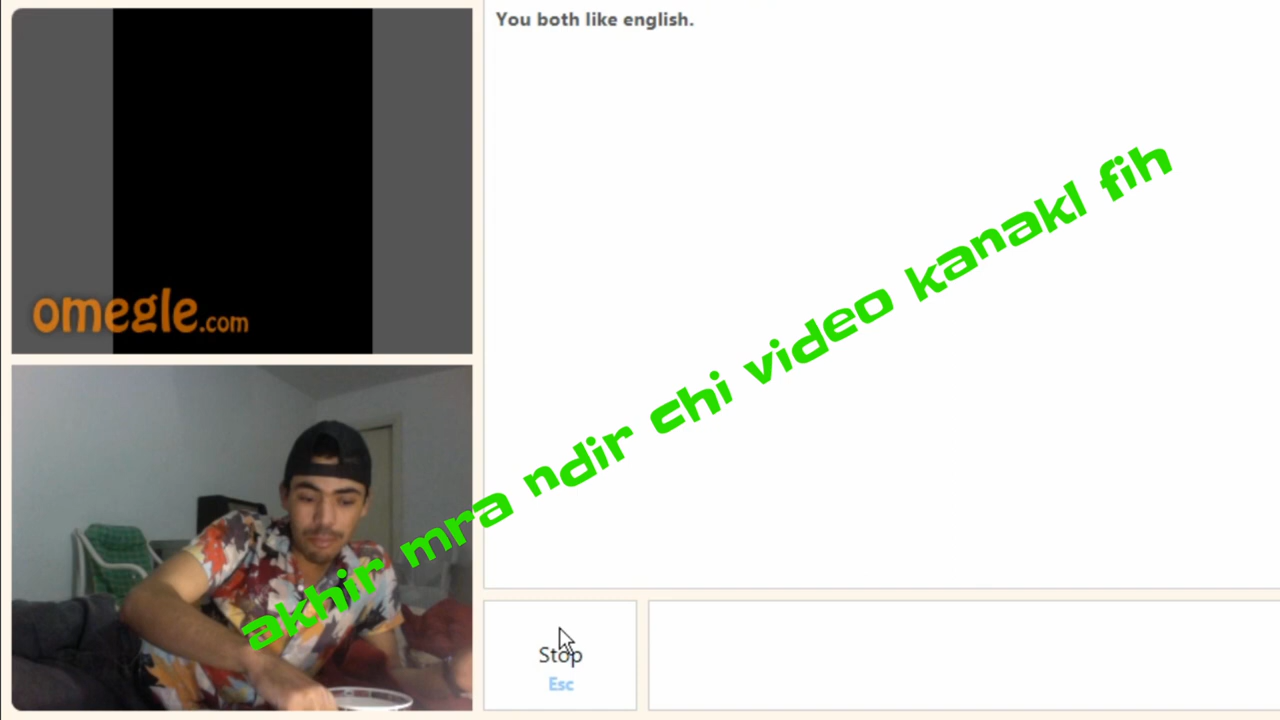 You both like english.
omegle.com
akhir mra ndir chi video kanakl fih
Stop
Esc